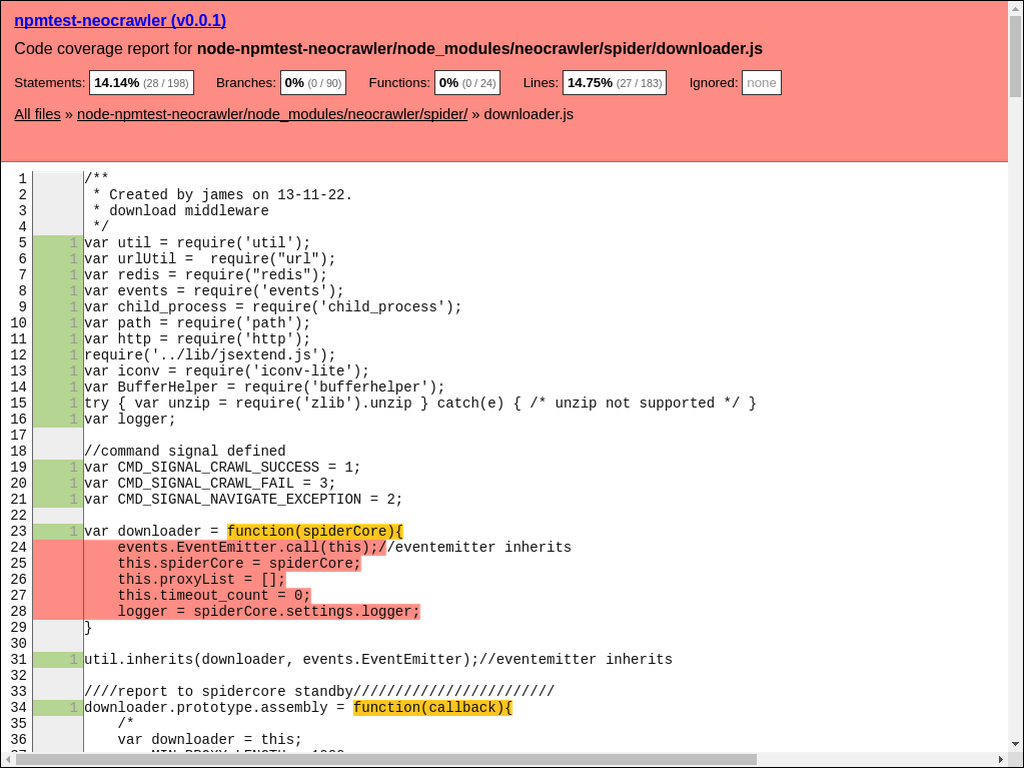 npmtest-neocrawler (v0.0.1)
Code coverage report for node-npmtest-neocrawler/node_modules/neocrawler/spider/downloader.js
Statements: 14.14% (28 / 198) Branches: 0% (0 / 90) Functions: 0% (0 / 24) Lines: 14.75% (27 / 183) Ignored: none
All files » node-npmtest-neocrawler/node_modules/neocrawler/spider/ » downloader.js
1 /**
2  * Created by james on 13-11-22.
3  * download middleware
4  */
5 1 var util = require('util');
6 1 var urlUtil =  require("url");
7 1 var redis = require("redis");
8 1 var events = require('events');
9 1 var child_process = require('child_process');
10 1 var path = require('path');
11 1 var http = require('http');
12 1 require('../lib/jsextend.js');
13 1 var iconv = require('iconv-lite');
14 1 var BufferHelper = require('bufferhelper');
15 1 try { var unzip = require('zlib').unzip } catch(e) { /* unzip not supported */ }
16 1 var logger;
17
18 //command signal defined
19 1 var CMD_SIGNAL_CRAWL_SUCCESS = 1;
20 1 var CMD_SIGNAL_CRAWL_FAIL = 3;
21 1 var CMD_SIGNAL_NAVIGATE_EXCEPTION = 2;
22
23 1 var downloader = function(spiderCore){
24     events.EventEmitter.call(this);//eventemitter inherits
25     this.spiderCore = spiderCore;
26     this.proxyList = [];
27     this.timeout_count = 0;
28     logger = spiderCore.settings.logger;
29 }
30
31 1 util.inherits(downloader, events.EventEmitter);//eventemitter inherits
32
33 ////report to spidercore standby////////////////////////
34 1 downloader.prototype.assembly = function(callback){
35     /*
36     var downloader = this;